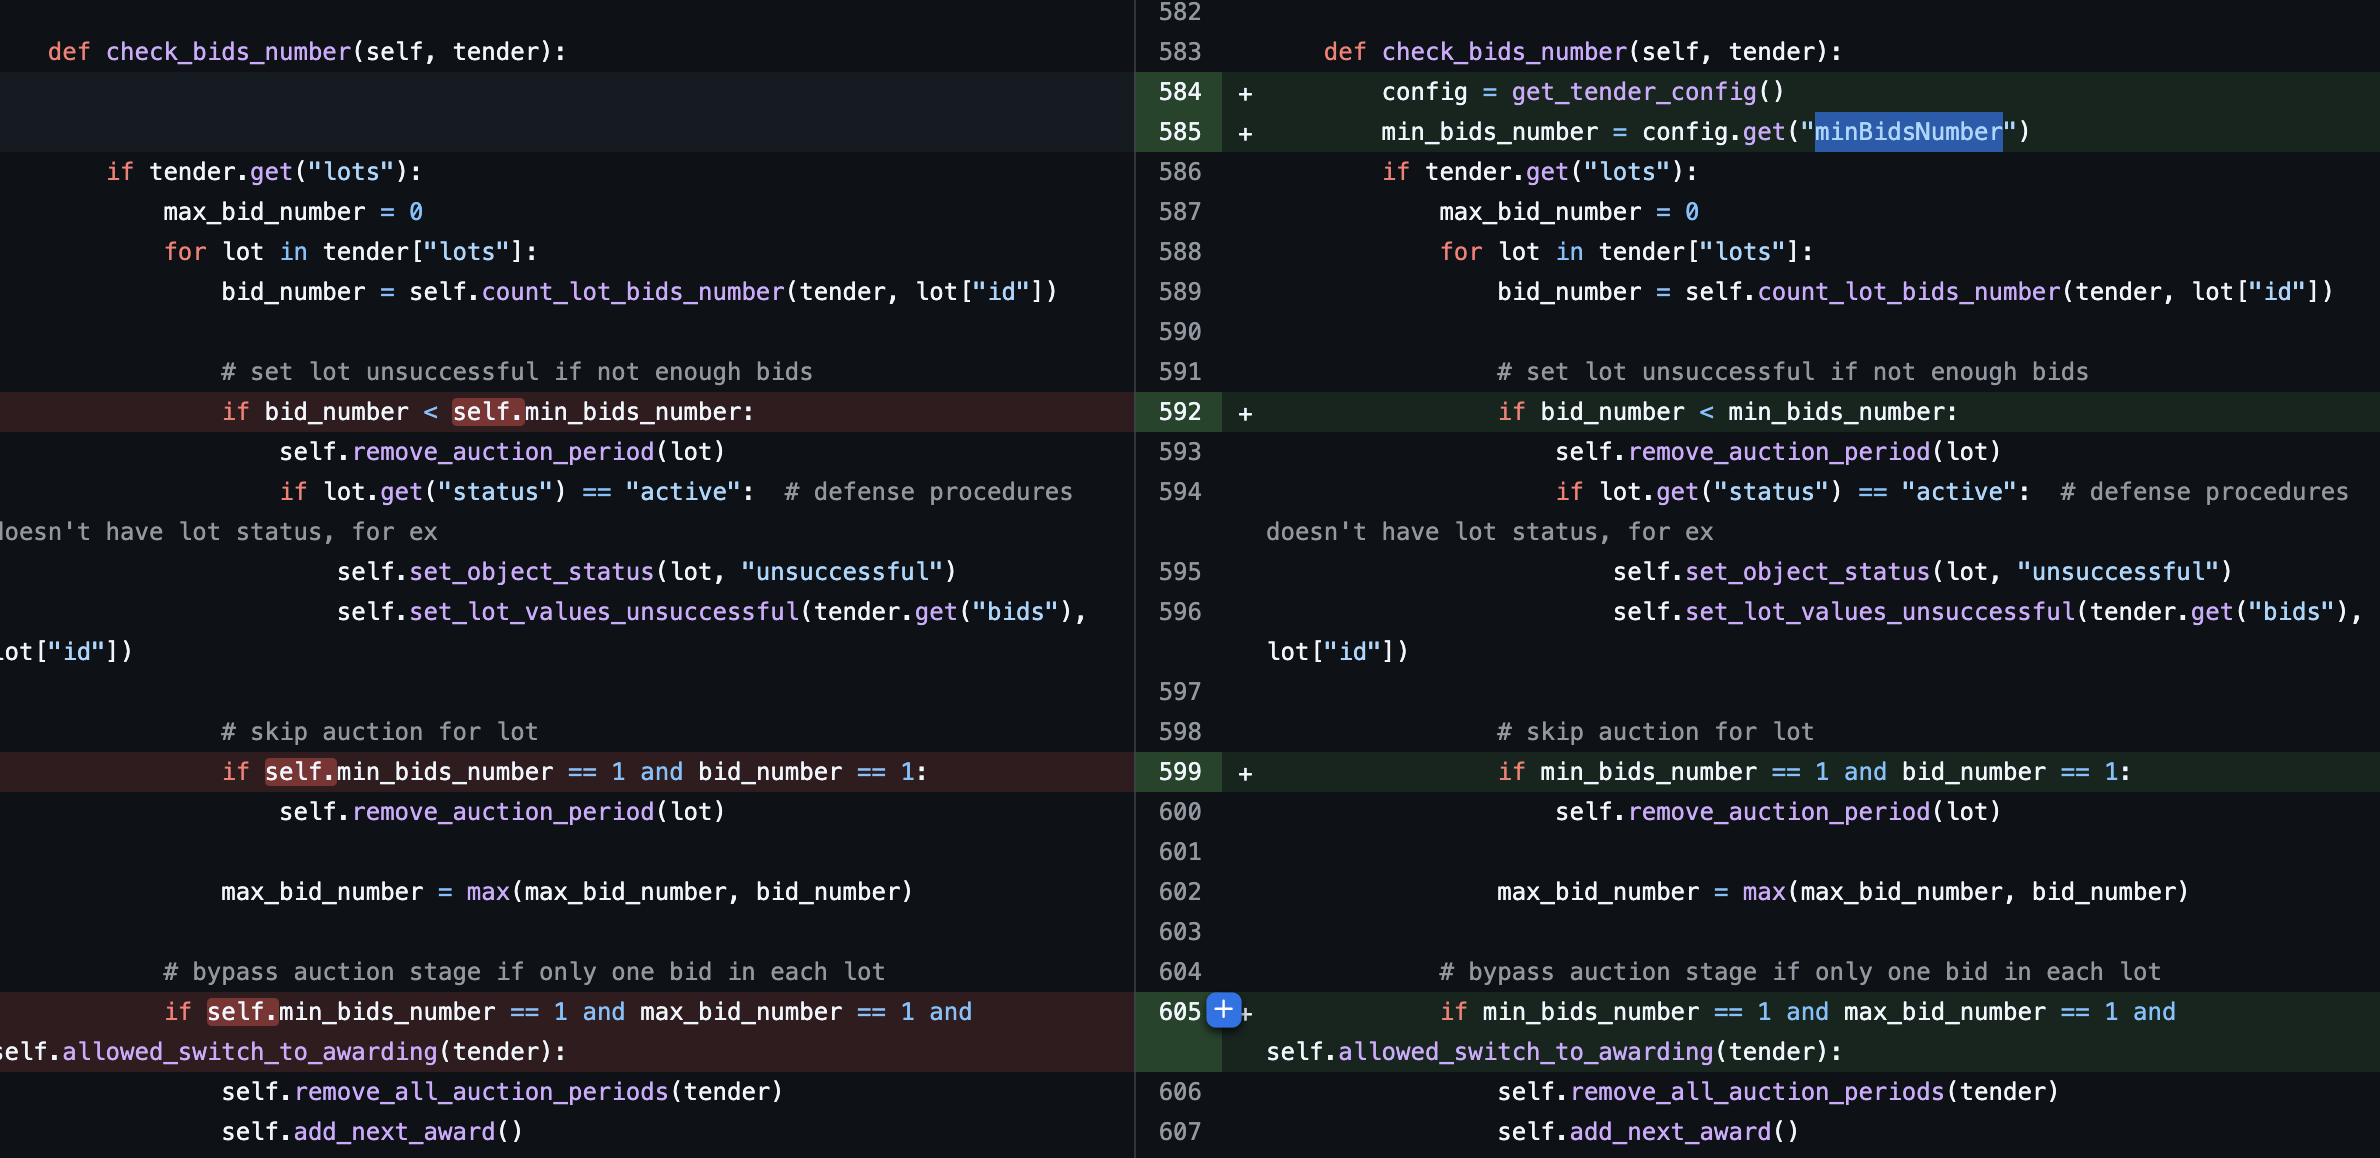 def check_bids_number(self, tender):
if tender.get("lots"):
max_bid_number = 0
for lot in tender["lots"]:
bid_number = self.count_lot_bids_number(tender, lot["id"])
# set lot unsuccessful if not enough bids
if bid_number < self.min_bids_number:
self.remove_auction_period(lot)
if lot.get("status") == "active":  # defense procedures
doesn't have lot status, for ex
self.set_object_status(lot, "unsuccessful")
self.set_lot_values_unsuccessful(tender.get("bids"),
lot["id"])
# skip auction for lot
if self.min_bids_number == 1 and bid_number == 1:
self.remove_auction_period(lot)
max_bid_number = max(max_bid_number, bid_number)
# bypass auction stage if only one bid in each lot
if self.min_bids_number == 1 and max_bid_number == 1 and
self.allowed_switch_to_awarding(tender):
self.remove_all_auction_periods(tender)
self.add_next_award()
582
583 def check_bids_number(self, tender):
584 + config = get_tender_config()
585 + min_bids_number = config.get("minBidsNumber")
586 if tender.get("lots"):
587 max_bid_number = 0
588 for lot in tender["lots"]:
589 bid_number = self.count_lot_bids_number(tender, lot["id"])
590
591 # set lot unsuccessful if not enough bids
592 + if bid_number < min_bids_number:
593 self.remove_auction_period(lot)
594 if lot.get("status") == "active":  # defense procedures
doesn't have lot status, for ex
595 self.set_object_status(lot, "unsuccessful")
596 self.set_lot_values_unsuccessful(tender.get("bids"),
lot["id"])
597
598 # skip auction for lot
599 + if min_bids_number == 1 and bid_number == 1:
600 self.remove_auction_period(lot)
601
602 max_bid_number = max(max_bid_number, bid_number)
603
604 # bypass auction stage if only one bid in each lot
605 + if min_bids_number == 1 and max_bid_number == 1 and
self.allowed_switch_to_awarding(tender):
606 self.remove_all_auction_periods(tender)
607 self.add_next_award()